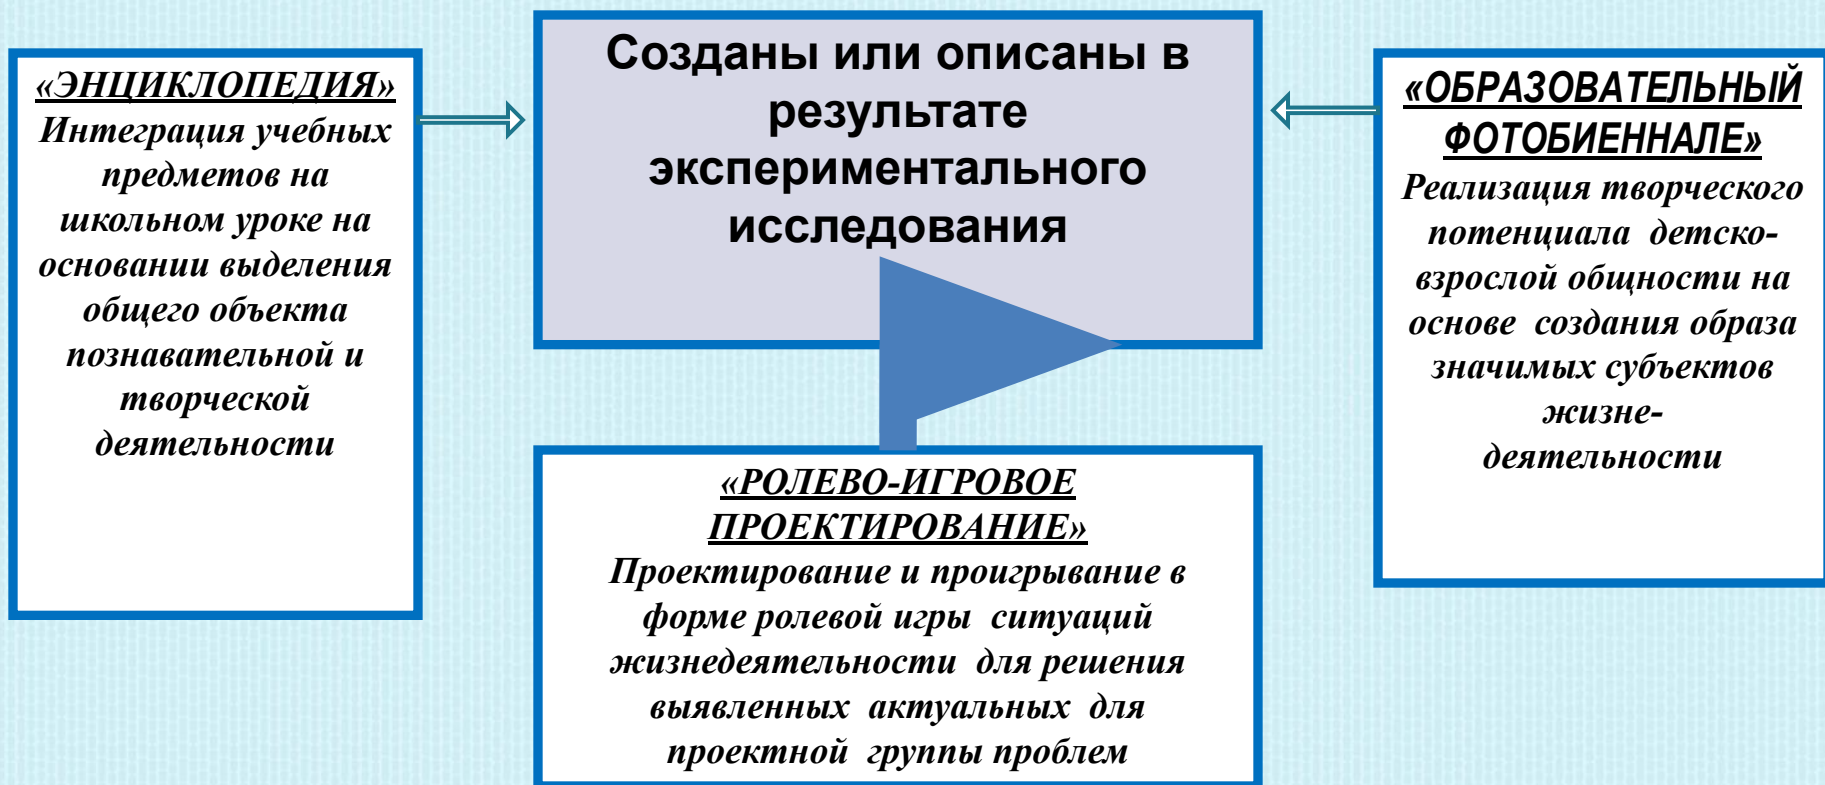 «ЭНЦИКЛОПЕДИЯ»
Интеграция учебных
предметов на
школьном уроке на
основании выделения
общего объекта
познавательной и
творческой
деятельности
Созданы или описаны в
результате
экспериментального
исследования
«ОБРАЗОВАТЕЛЬНЫЙ
ФОТОБИЕННАЛЕ»
Реализация творческого
потенциала детско-
взрослой общности на
основе создания образа
значимых субъектов
жизне-
деятельности
«РОЛЕВО-ИГРОВОЕ
ПРОЕКТИРОВАНИЕ»
Проектирование и проигрывание в
форме ролевой игры ситуаций
жизнедеятельности для решения
выявленных актуальных для
проектной группы проблем